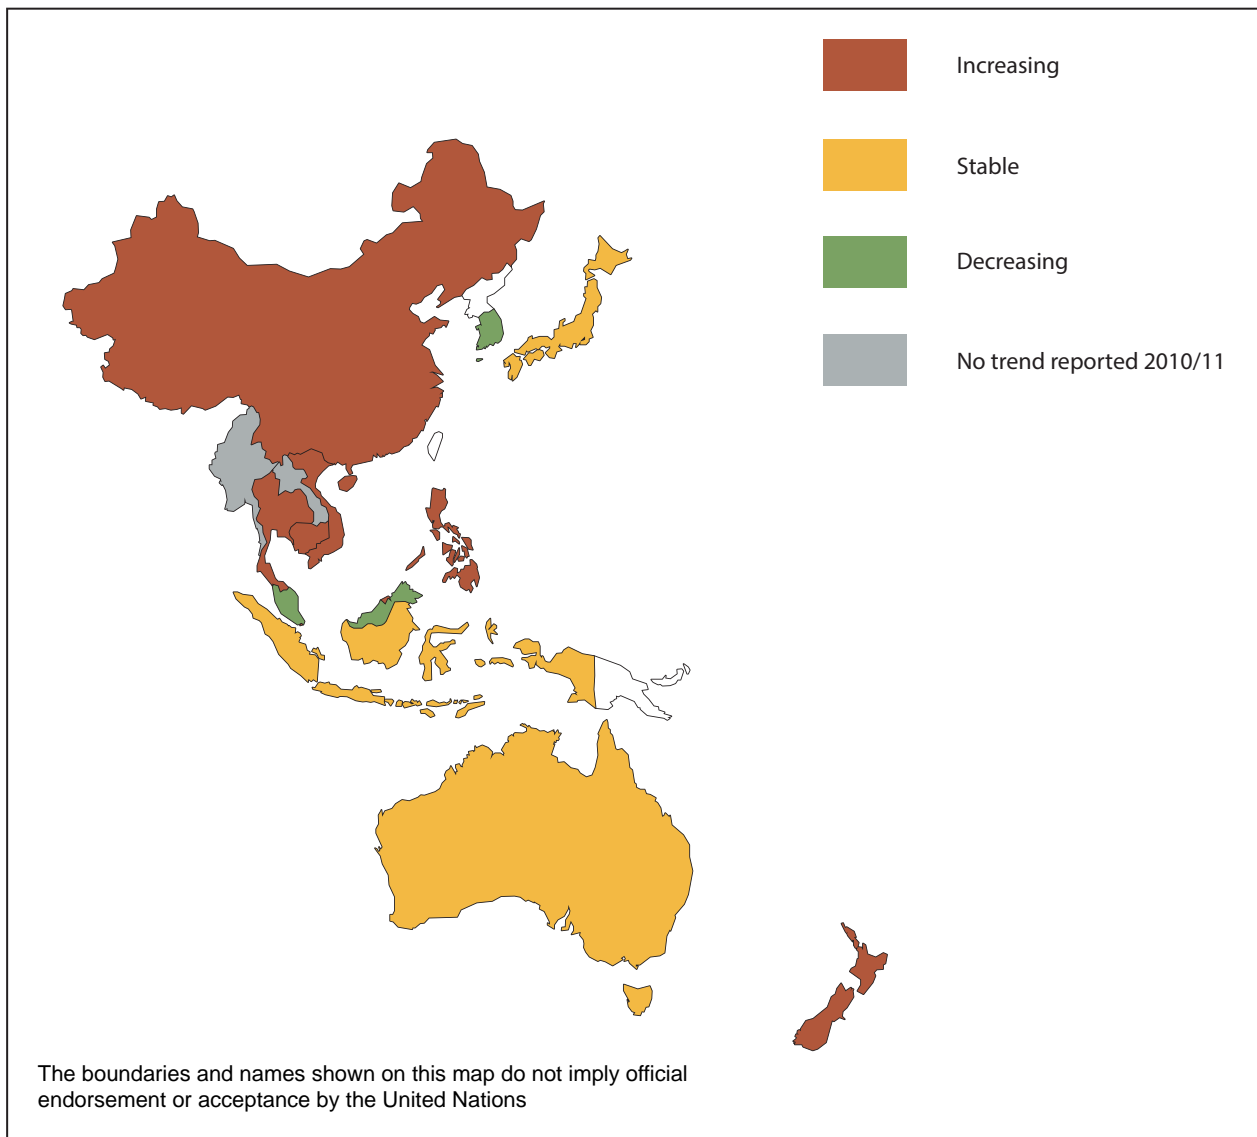 Increasing
Stable
Decreasing
No trend reported 2010/11
The boundaries and names shown on this map do not imply official
endorsement or acceptance by the United Nations